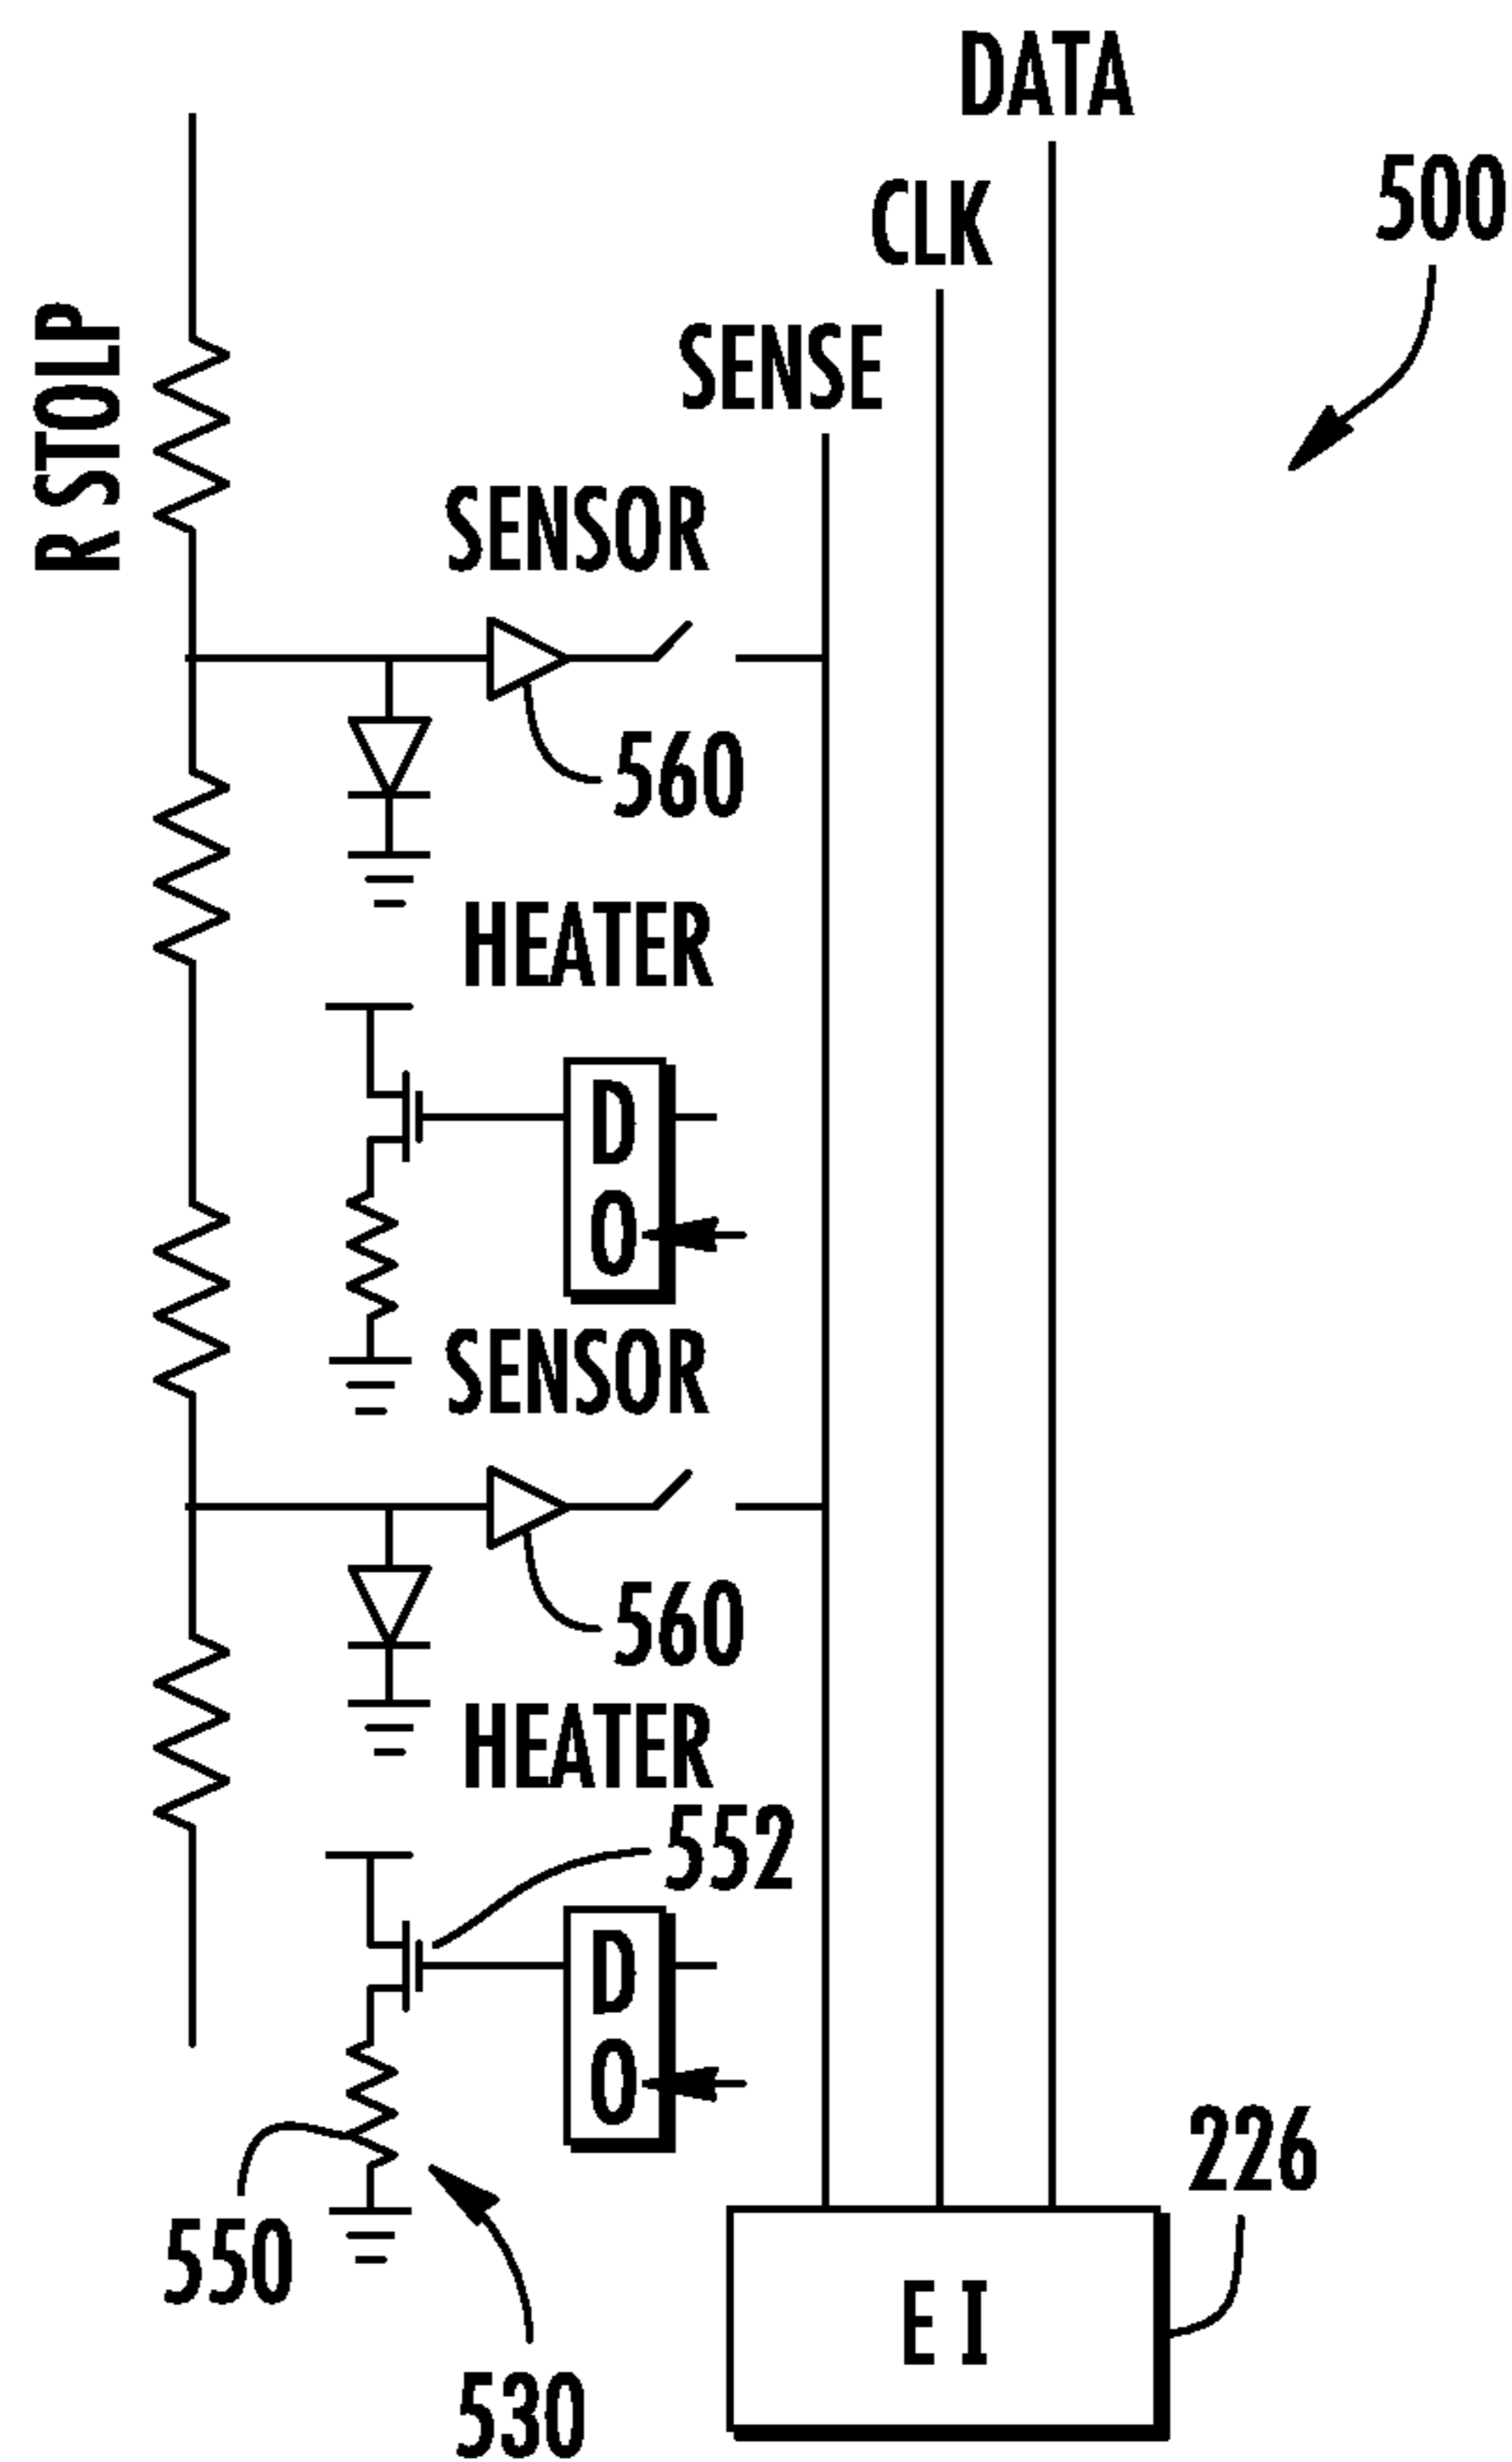 DATA
500
CLK
SENSE
R STOLP
SENSOR
560
HEATER
D
O
SENSOR
560
HEATER
552
D
O
226
550
E I
530